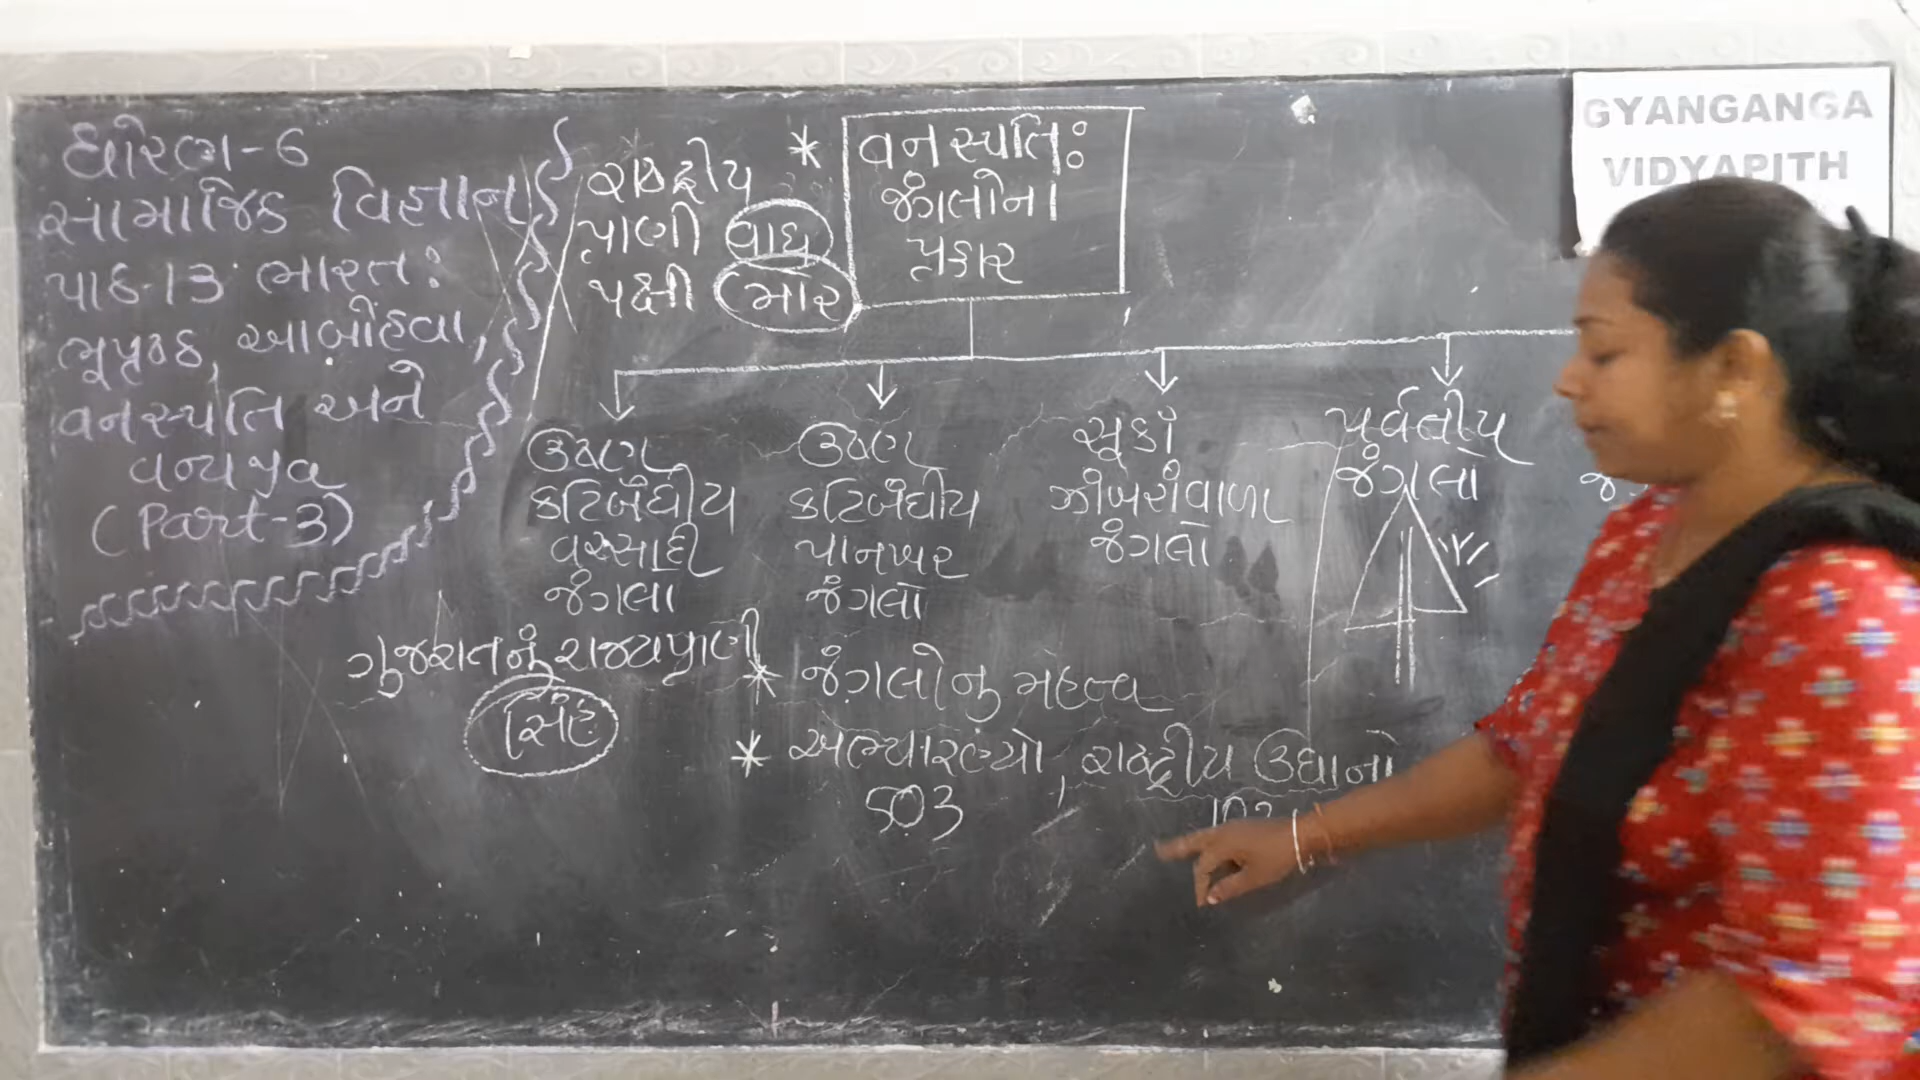 ધોરણ-6
સામાજિક વિજ્ઞાન
પાઠ-13: ભારત:
ભૂપૃષ્ઠ, આબોહવા,
વનસ્પતિ અને
વન્યજીવ
(Part-3)
રાષ્ટ્રીય
પ્રાણી વાઘ
પક્ષી મોર
* વનસ્પતિ:
જંગલોના
પ્રકાર
ઉષ્ણ
કટિબંધીય
વરસાદી
જંગલો
ઉષ્ણ
કટિબંધીય
પાનખર
જંગલો
સૂકાં
ઝાંખરાંવાળા
જંગલો
પર્વતીય
જંગલો
ગુજરાતનું રાજ્યપ્રાણી
સિંહ
* જંગલોનું મહત્વ
* અભ્યારણ્યો, રાષ્ટ્રીય ઉદ્યાનો
503
GYANGANGA
VIDYAPITH